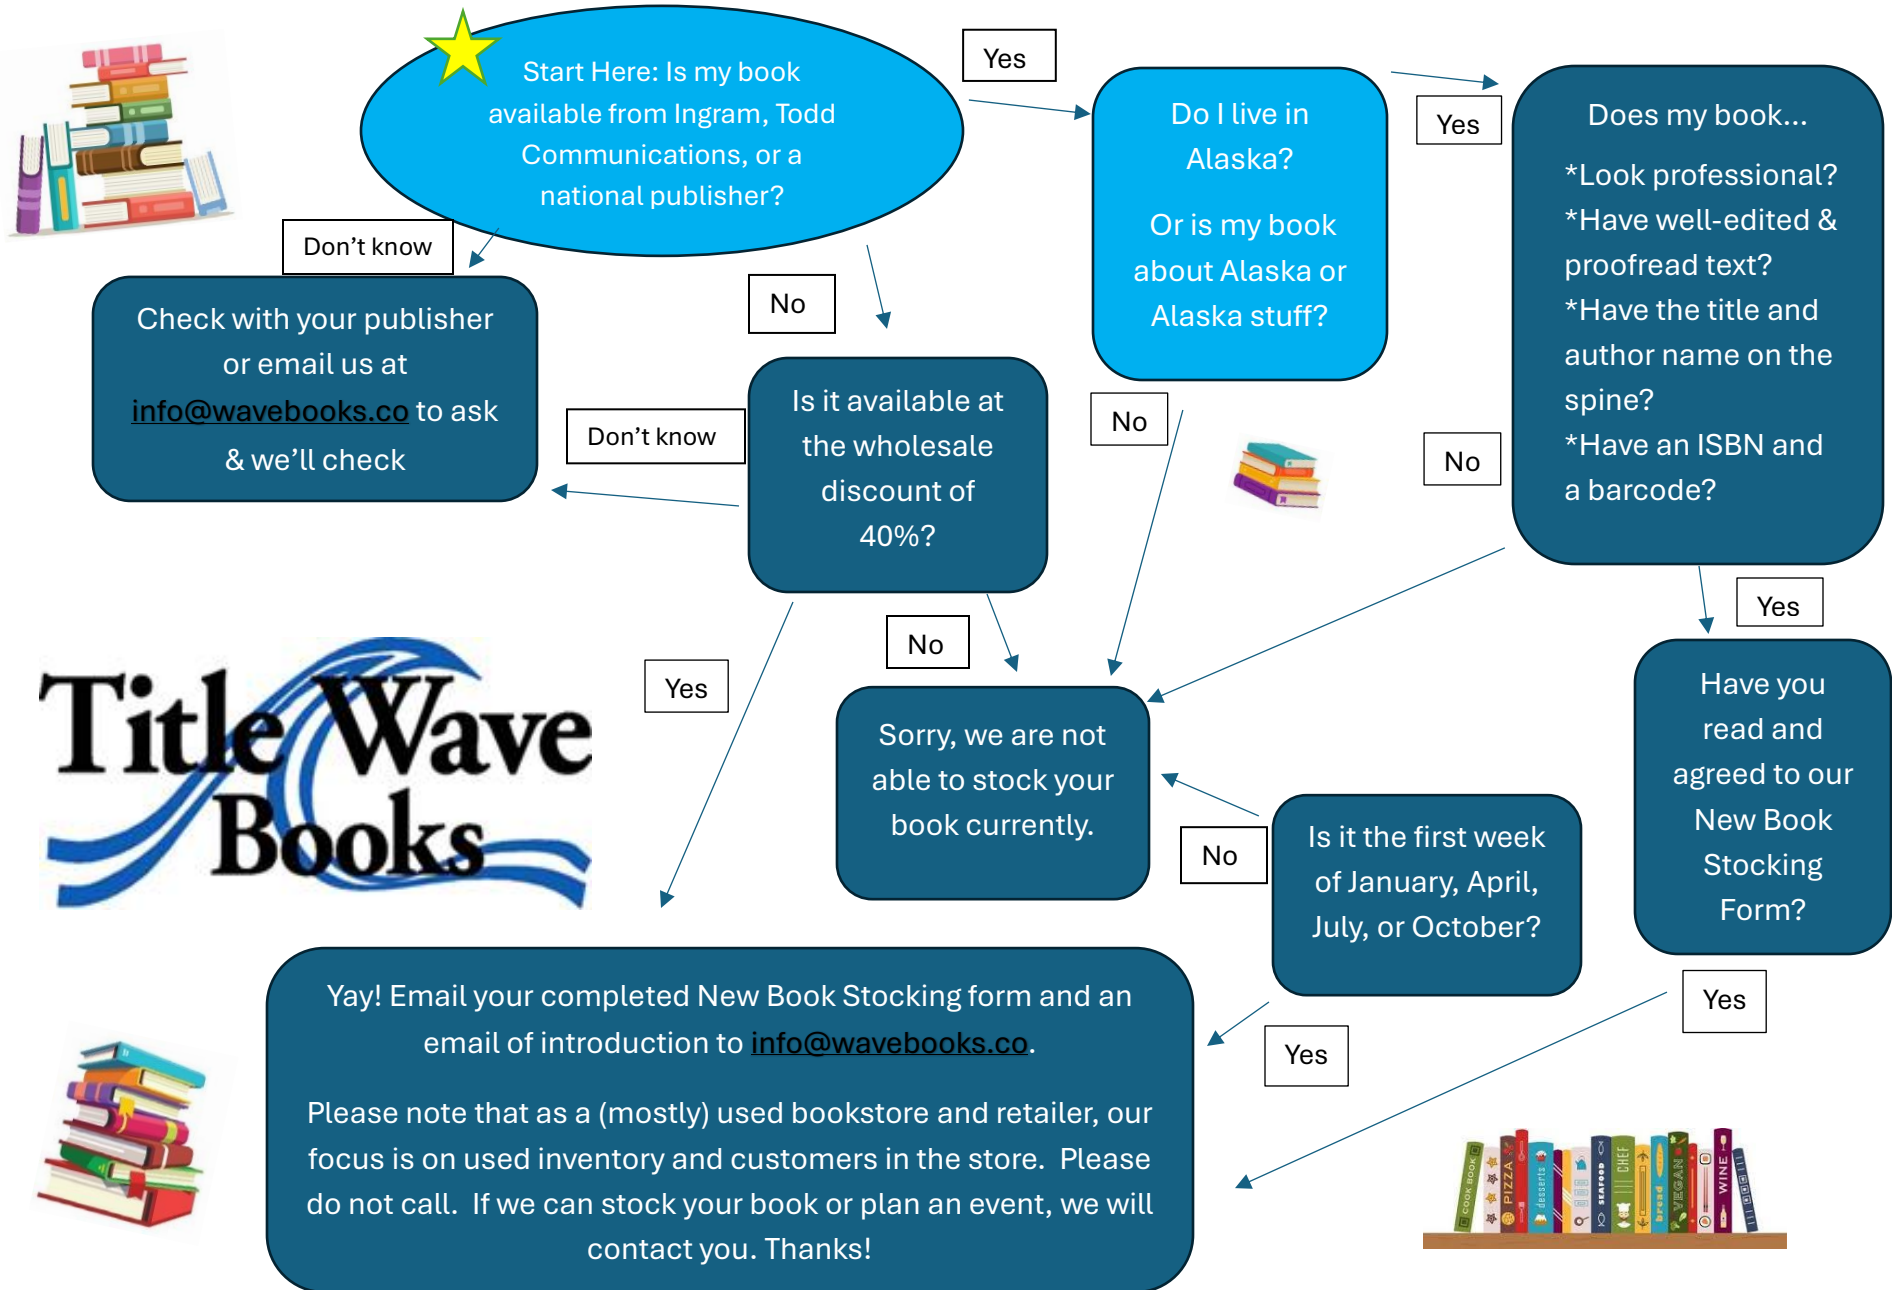 Start Here: Is my book
available from Ingram, Todd
Communications, or a
national publisher?
Yes
Do I live in
Alaska?
Or is my book
about Alaska or
Alaska stuff?
Yes
Does my book...
*Look professional?
*Have well-edited &
proofread text?
*Have the title and
author name on the
spine?
*Have an ISBN and
a barcode?
Don't know
No
Check with your publisher
or email us at
info@wavebooks.co to ask
& we'll check
Don't know
Is it available at
the wholesale
discount of
40%?
No
No
Yes
No
Yes
Title Wave
Books
Sorry, we are not
able to stock your
book currently.
No
Is it the first week
of January, April,
July, or October?
Have you
read and
agreed to our
New Book
Stocking
Form?
Yes
Yes
Yay! Email your completed New Book Stocking form and an
email of introduction to info@wavebooks.co.
Please note that as a (mostly) used bookstore and retailer, our
focus is on used inventory and customers in the store. Please
do not call. If we can stock your book or plan an event, we will
contact you. Thanks!
COOK BOOK
PIZZA
desserts
SEAFOOD
CHEF
bread
VEGAN
WINE